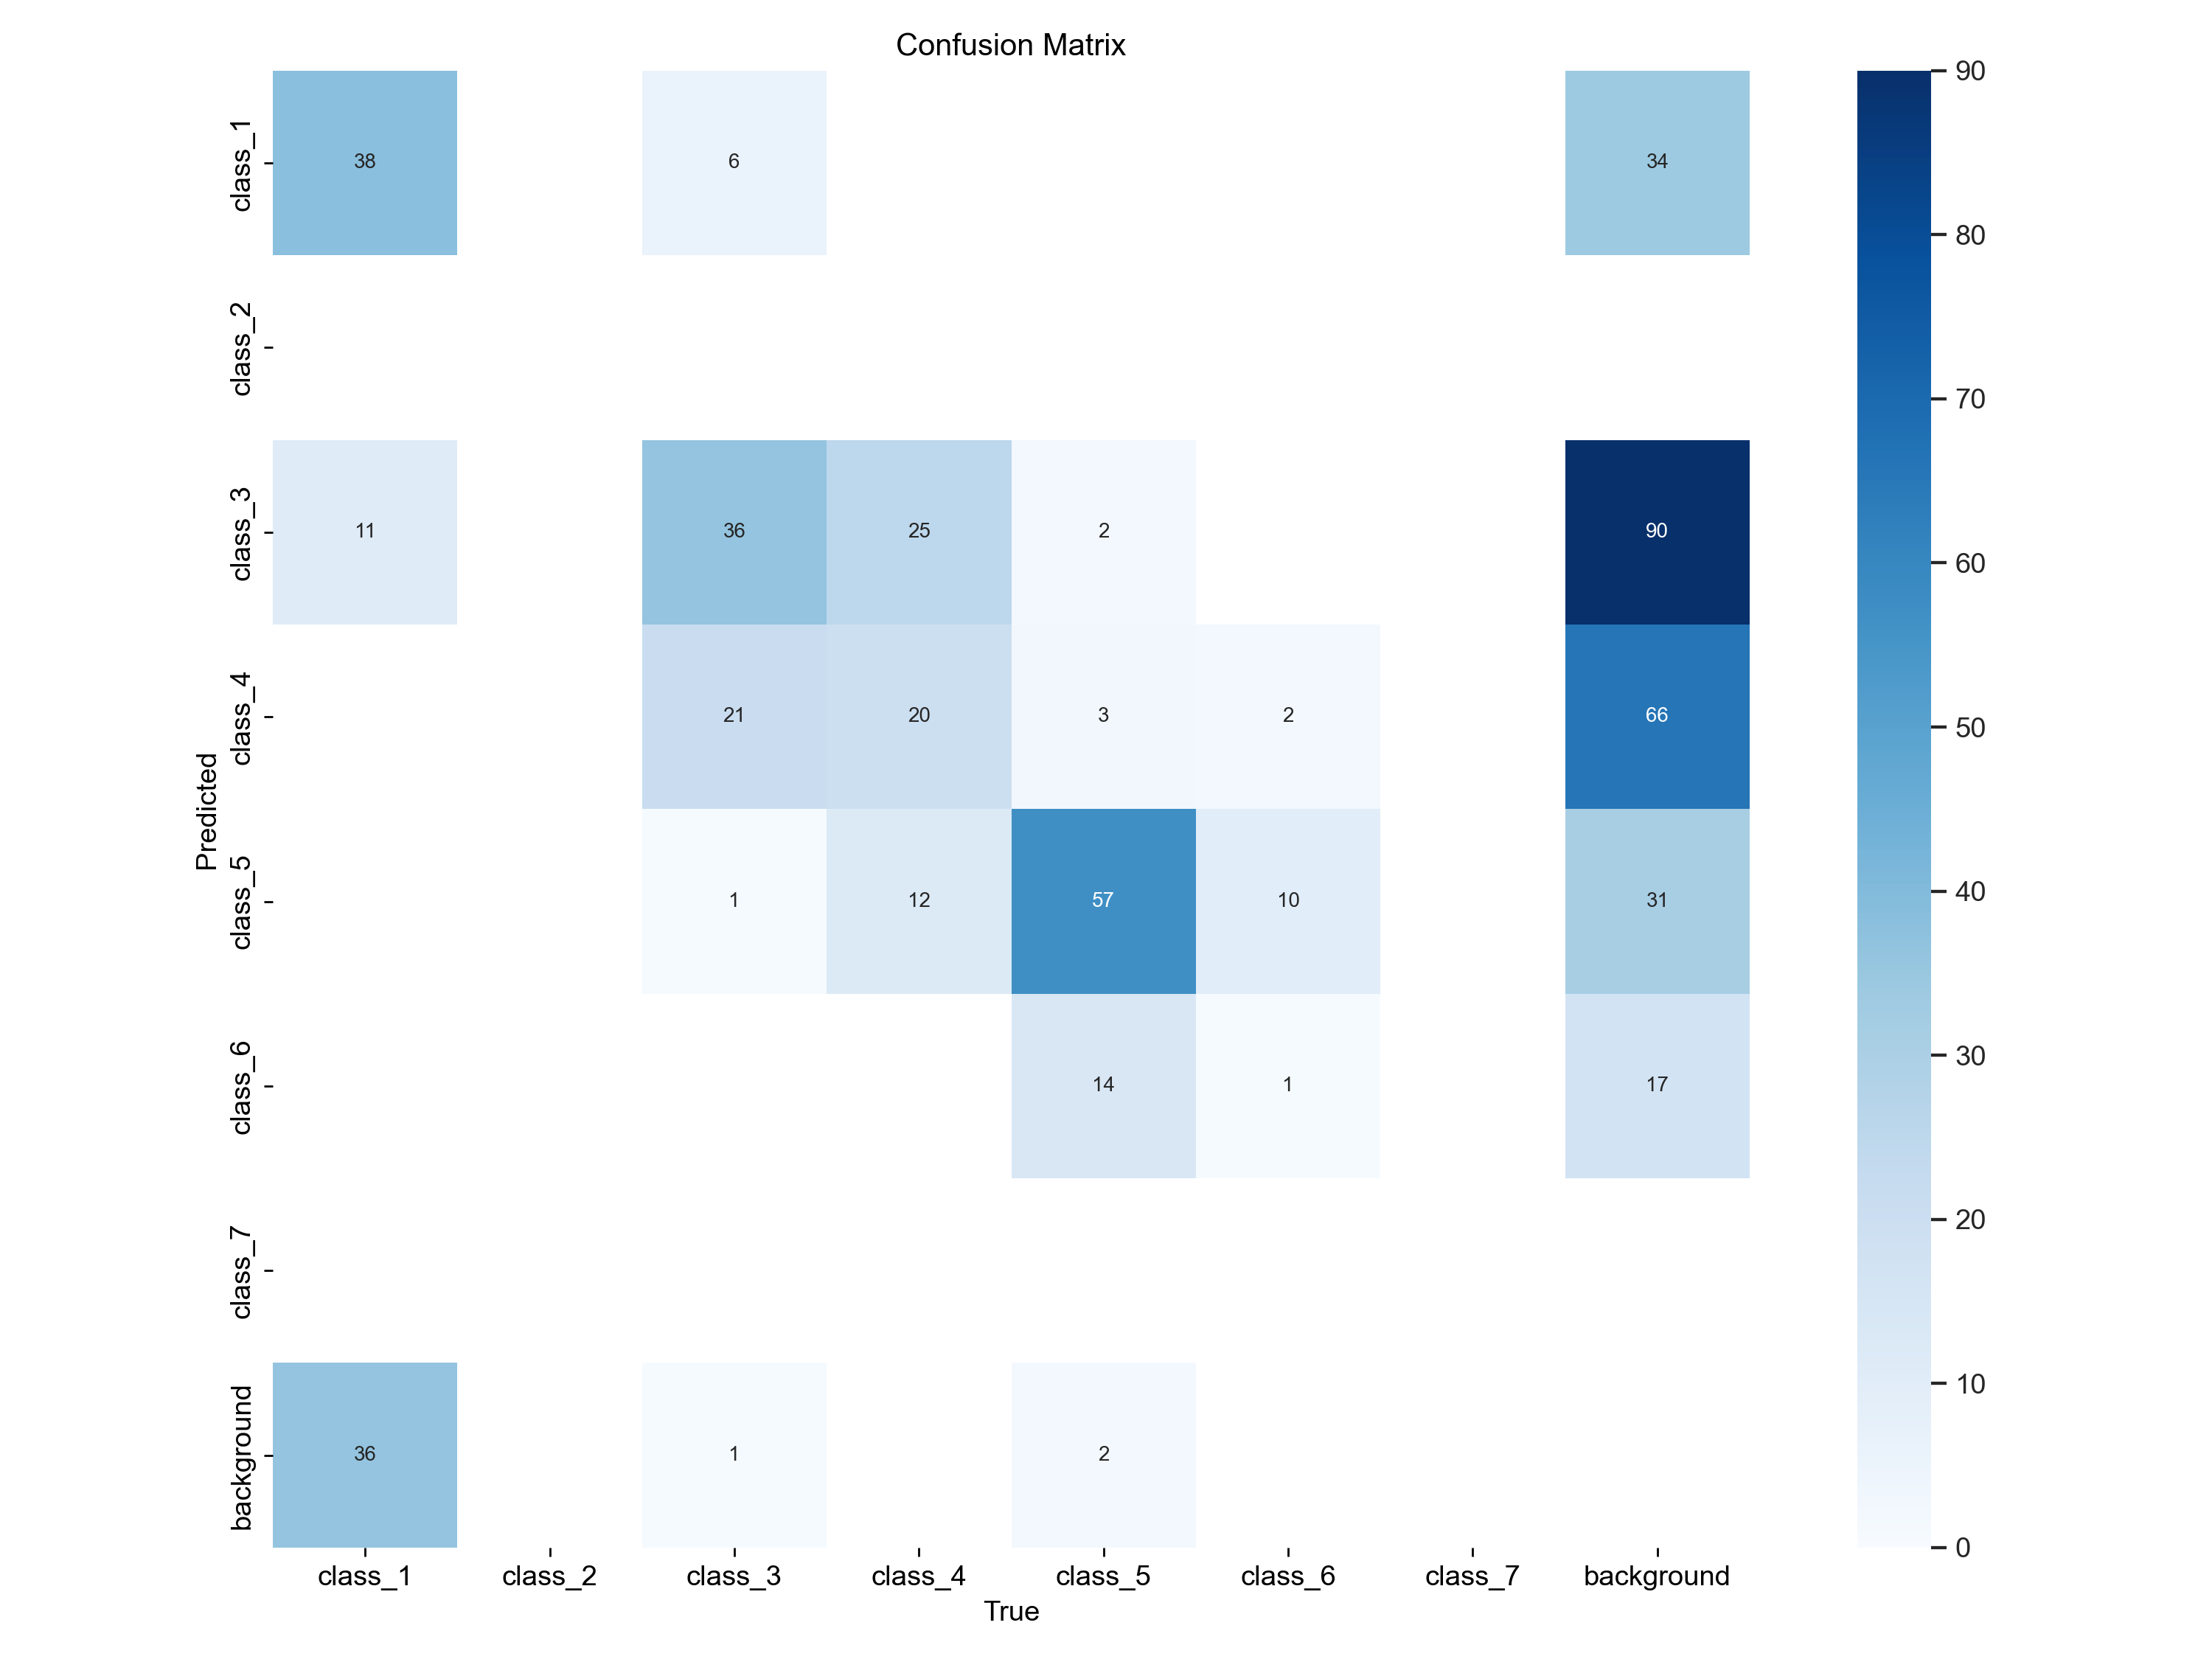 Confusion Matrix
class_1
38
6
34
class_2
class_3
11
36
25
2
90
class_4
21
20
3
2
66
class_5
1
12
57
10
31
class_6
14
1
17
class_7
background
36
1
2
Predicted
class_1
class_2
class_3
class_4
class_5
class_6
class_7
background
True
90
80
70
60
50
40
30
20
10
0